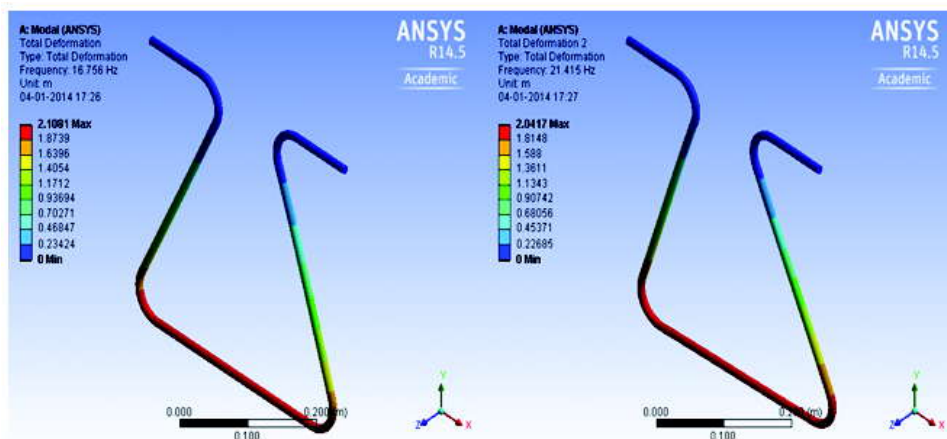 A: Modal (ANSYS)
Total Deformation
Type: Total Deformation
Frequency: 16.756 Hz
Unit: m
04-01-2014 17:26
2.1081 Max
1.8739
1.6396
1.4054
1.1712
0.93694
0.70271
0.46847
0.23424
0 Min
ANSYS
R14.5
Academic
0.000
0.200 (m)
0.100
Y
Z
X
A: Modal (ANSYS)
Total Deformation 2
Type: Total Deformation
Frequency: 21.415 Hz
Unit: m
04-01-2014 17:27
2.0417 Max
1.8148
1.588
1.3611
1.1343
0.90742
0.68056
0.45371
0.22685
0 Min
ANSYS
R14.5
Academic
0.000
(m)
0.100
Y
Z
X